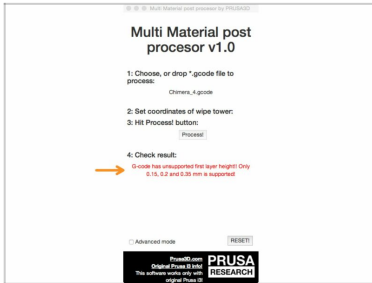 Multi Material post procesor by PRUSA3D
Multi Material post
procesor v1.0
1: Choose, or drop *.gcode file to
process:
Chimera_4.gcode
2: Set coordinates of wipe tower:
3: Hit Process! button:
Process!
4: Check result:
G-code has unsupported first layer height!! Only
0.15, 0.2 and 0.35 mm is supported!
Advanced mode
RESET!
Prusa3D.com
Original Prusa i3 info!
This software works only with
original Prusa i3!
PRUSA
RESEARCH